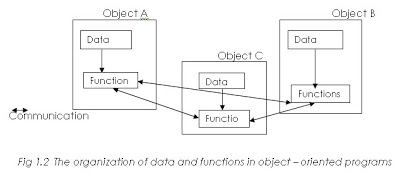 Object A
Object B
Data
Data
Object C
Function
Data
Functions
Functio
Communication
Fig 1.2 The organization of data and functions in object – oriented programs